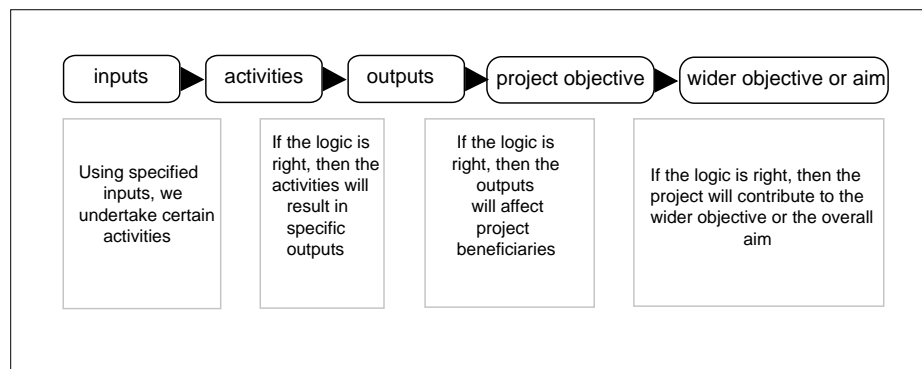 inputs
activities
outputs
project objective
wider objective or aim
Using specified
inputs, we
undertake certain
activities
If the logic is
right, then the
activities will
result in
specific
outputs
If the logic is
right, then the
outputs
will affect
project
beneficiaries
If the logic is right, then the
project will contribute to the
wider objective or the overall
aim